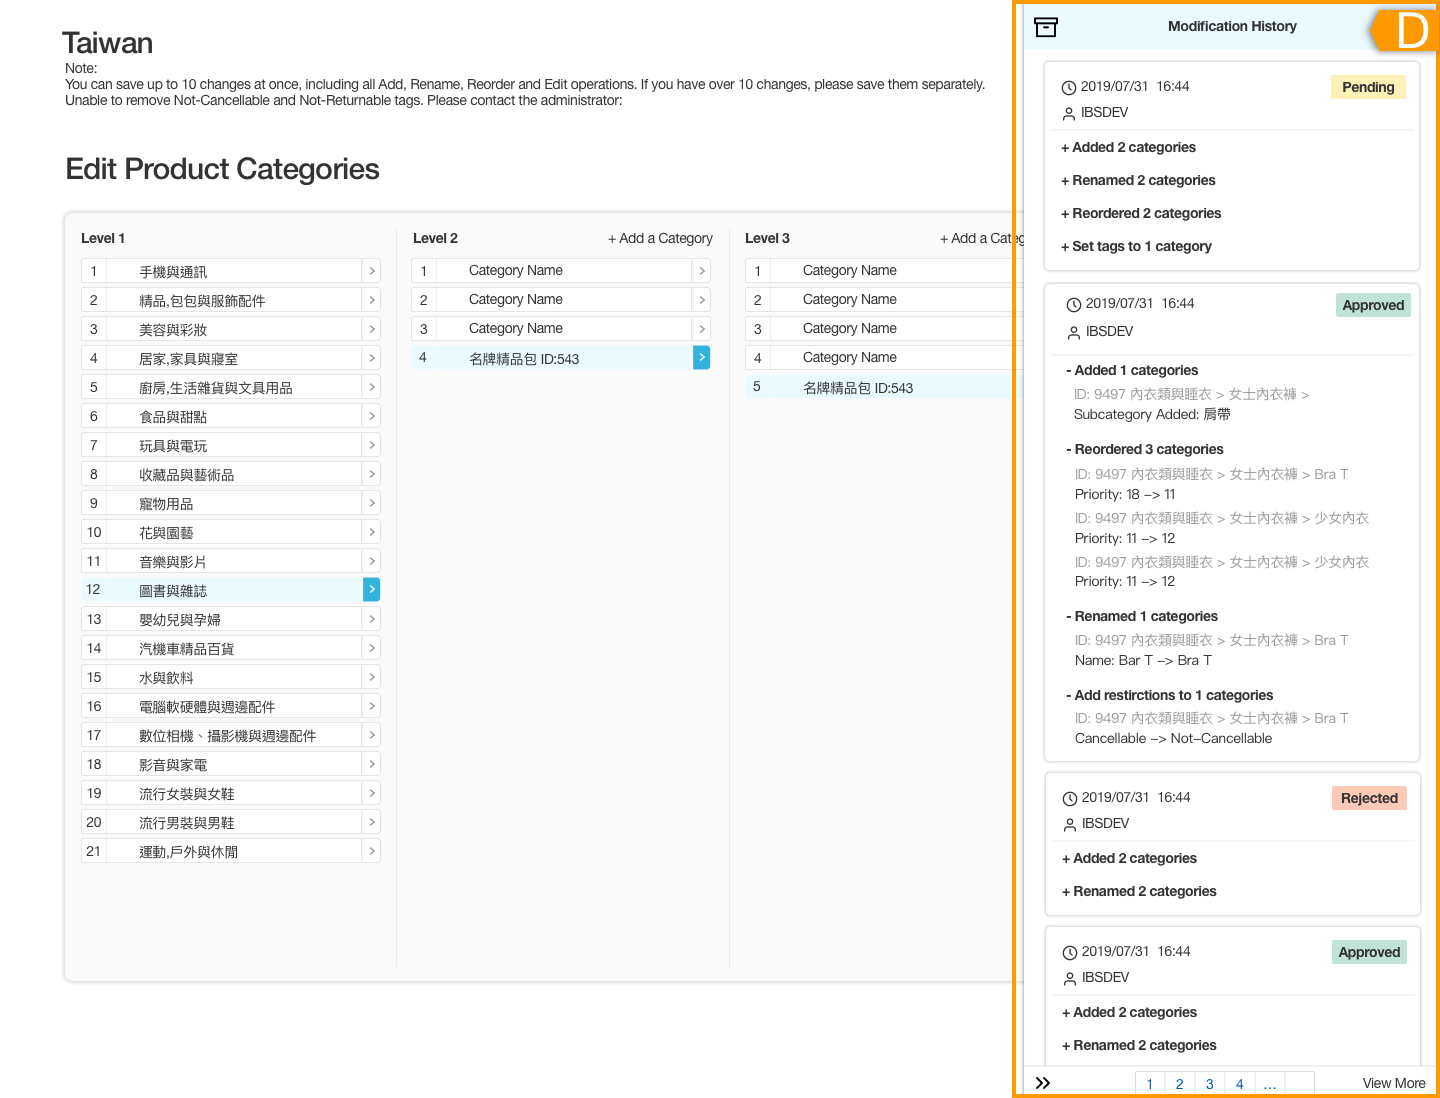 Taiwan
Note:
You can save up to 10 changes at once, including all Add, Rename, Reorder and Edit operations. If you have over 10 changes, please save them separately.
Unable to remove Not-Cancellable and Not-Returnable tags. Please contact the administrator:
Edit Product Categories
Level 1
1 手機與通訊
2 精品,包包與服飾配件
3 美容與彩妝
4 居家,家具與寢室
5 廚房,生活雜貨與文具用品
6 食品與甜點
7 玩具與電玩
8 收藏品與藝術品
9 寵物用品
10 花與園藝
11 音樂與影片
12 圖書與雜誌
13 嬰幼兒與孕婦
14 汽機車精品百貨
15 水與飲料
16 電腦軟硬體與週邊配件
17 數位相機、攝影機與週邊配件
18 影音與家電
19 流行女裝與女鞋
20 流行男裝與男鞋
21 運動,戶外與休閒
Level 2 + Add a Category
1 Category Name
2 Category Name
3 Category Name
4 名牌精品包 ID:543
Level 3 + Add a Categ
1 Category Name
2 Category Name
3 Category Name
4 Category Name
5 名牌精品包 ID:543
Modification History
D
2019/07/31 16:44 Pending
IBSDEV
+ Added 2 categories
+ Renamed 2 categories
+ Reordered 2 categories
+ Set tags to 1 category
2019/07/31 16:44 Approved
IBSDEV
- Added 1 categories
ID: 9497 內衣類與睡衣 > 女士內衣褲 >
Subcategory Added: 肩帶
- Reordered 3 categories
ID: 9497 內衣類與睡衣 > 女士內衣褲 > Bra T
Priority: 18 -> 11
ID: 9497 內衣類與睡衣 > 女士內衣褲 > 少女內衣
Priority: 11 -> 12
ID: 9497 內衣類與睡衣 > 女士內衣褲 > 少女內衣
Priority: 11 -> 12
- Renamed 1 categories
ID: 9497 內衣類與睡衣 > 女士內衣褲 > Bra T
Name: Bar T -> Bra T
- Add restirctions to 1 categories
ID: 9497 內衣類與睡衣 > 女士內衣褲 > Bra T
Cancellable -> Not-Cancellable
2019/07/31 16:44 Rejected
IBSDEV
+ Added 2 categories
+ Renamed 2 categories
2019/07/31 16:44 Approved
IBSDEV
+ Added 2 categories
+ Renamed 2 categories
1 2 3 4 ... View More